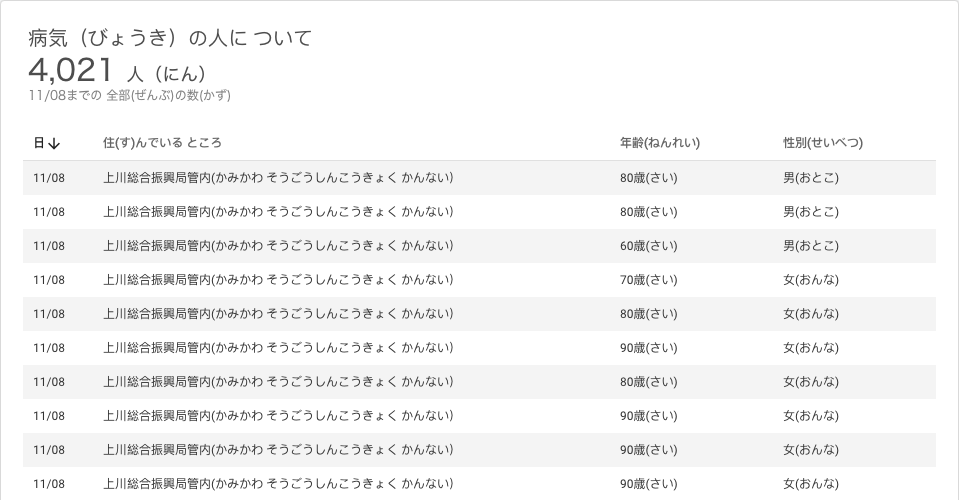 病気（びょうき）の人に ついて
4,021 人（にん）
11/08までの 全部(ぜんぶ)の数(かず)
日↓ 住(す)んでいる ところ 年齢(ねんれい) 性別(せいべつ)
11/08 上川総合振興局管内(かみかわ そうごうしんこうきょく かんない) 80歳(さい) 男(おとこ)
11/08 上川総合振興局管内(かみかわ そうごうしんこうきょく かんない) 80歳(さい) 男(おとこ)
11/08 上川総合振興局管内(かみかわ そうごうしんこうきょく かんない) 60歳(さい) 男(おとこ)
11/08 上川総合振興局管内(かみかわ そうごうしんこうきょく かんない) 70歳(さい) 女(おんな)
11/08 上川総合振興局管内(かみかわ そうごうしんこうきょく かんない) 80歳(さい) 女(おんな)
11/08 上川総合振興局管内(かみかわ そうごうしんこうきょく かんない) 90歳(さい) 女(おんな)
11/08 上川総合振興局管内(かみかわ そうごうしんこうきょく かんない) 80歳(さい) 女(おんな)
11/08 上川総合振興局管内(かみかわ そうごうしんこうきょく かんない) 90歳(さい) 女(おんな)
11/08 上川総合振興局管内(かみかわ そうごうしんこうきょく かんない) 90歳(さい) 女(おんな)
11/08 上川総合振興局管内(かみかわ そうごうしんこうきょく かんない) 90歳(さい) 女(おんな)